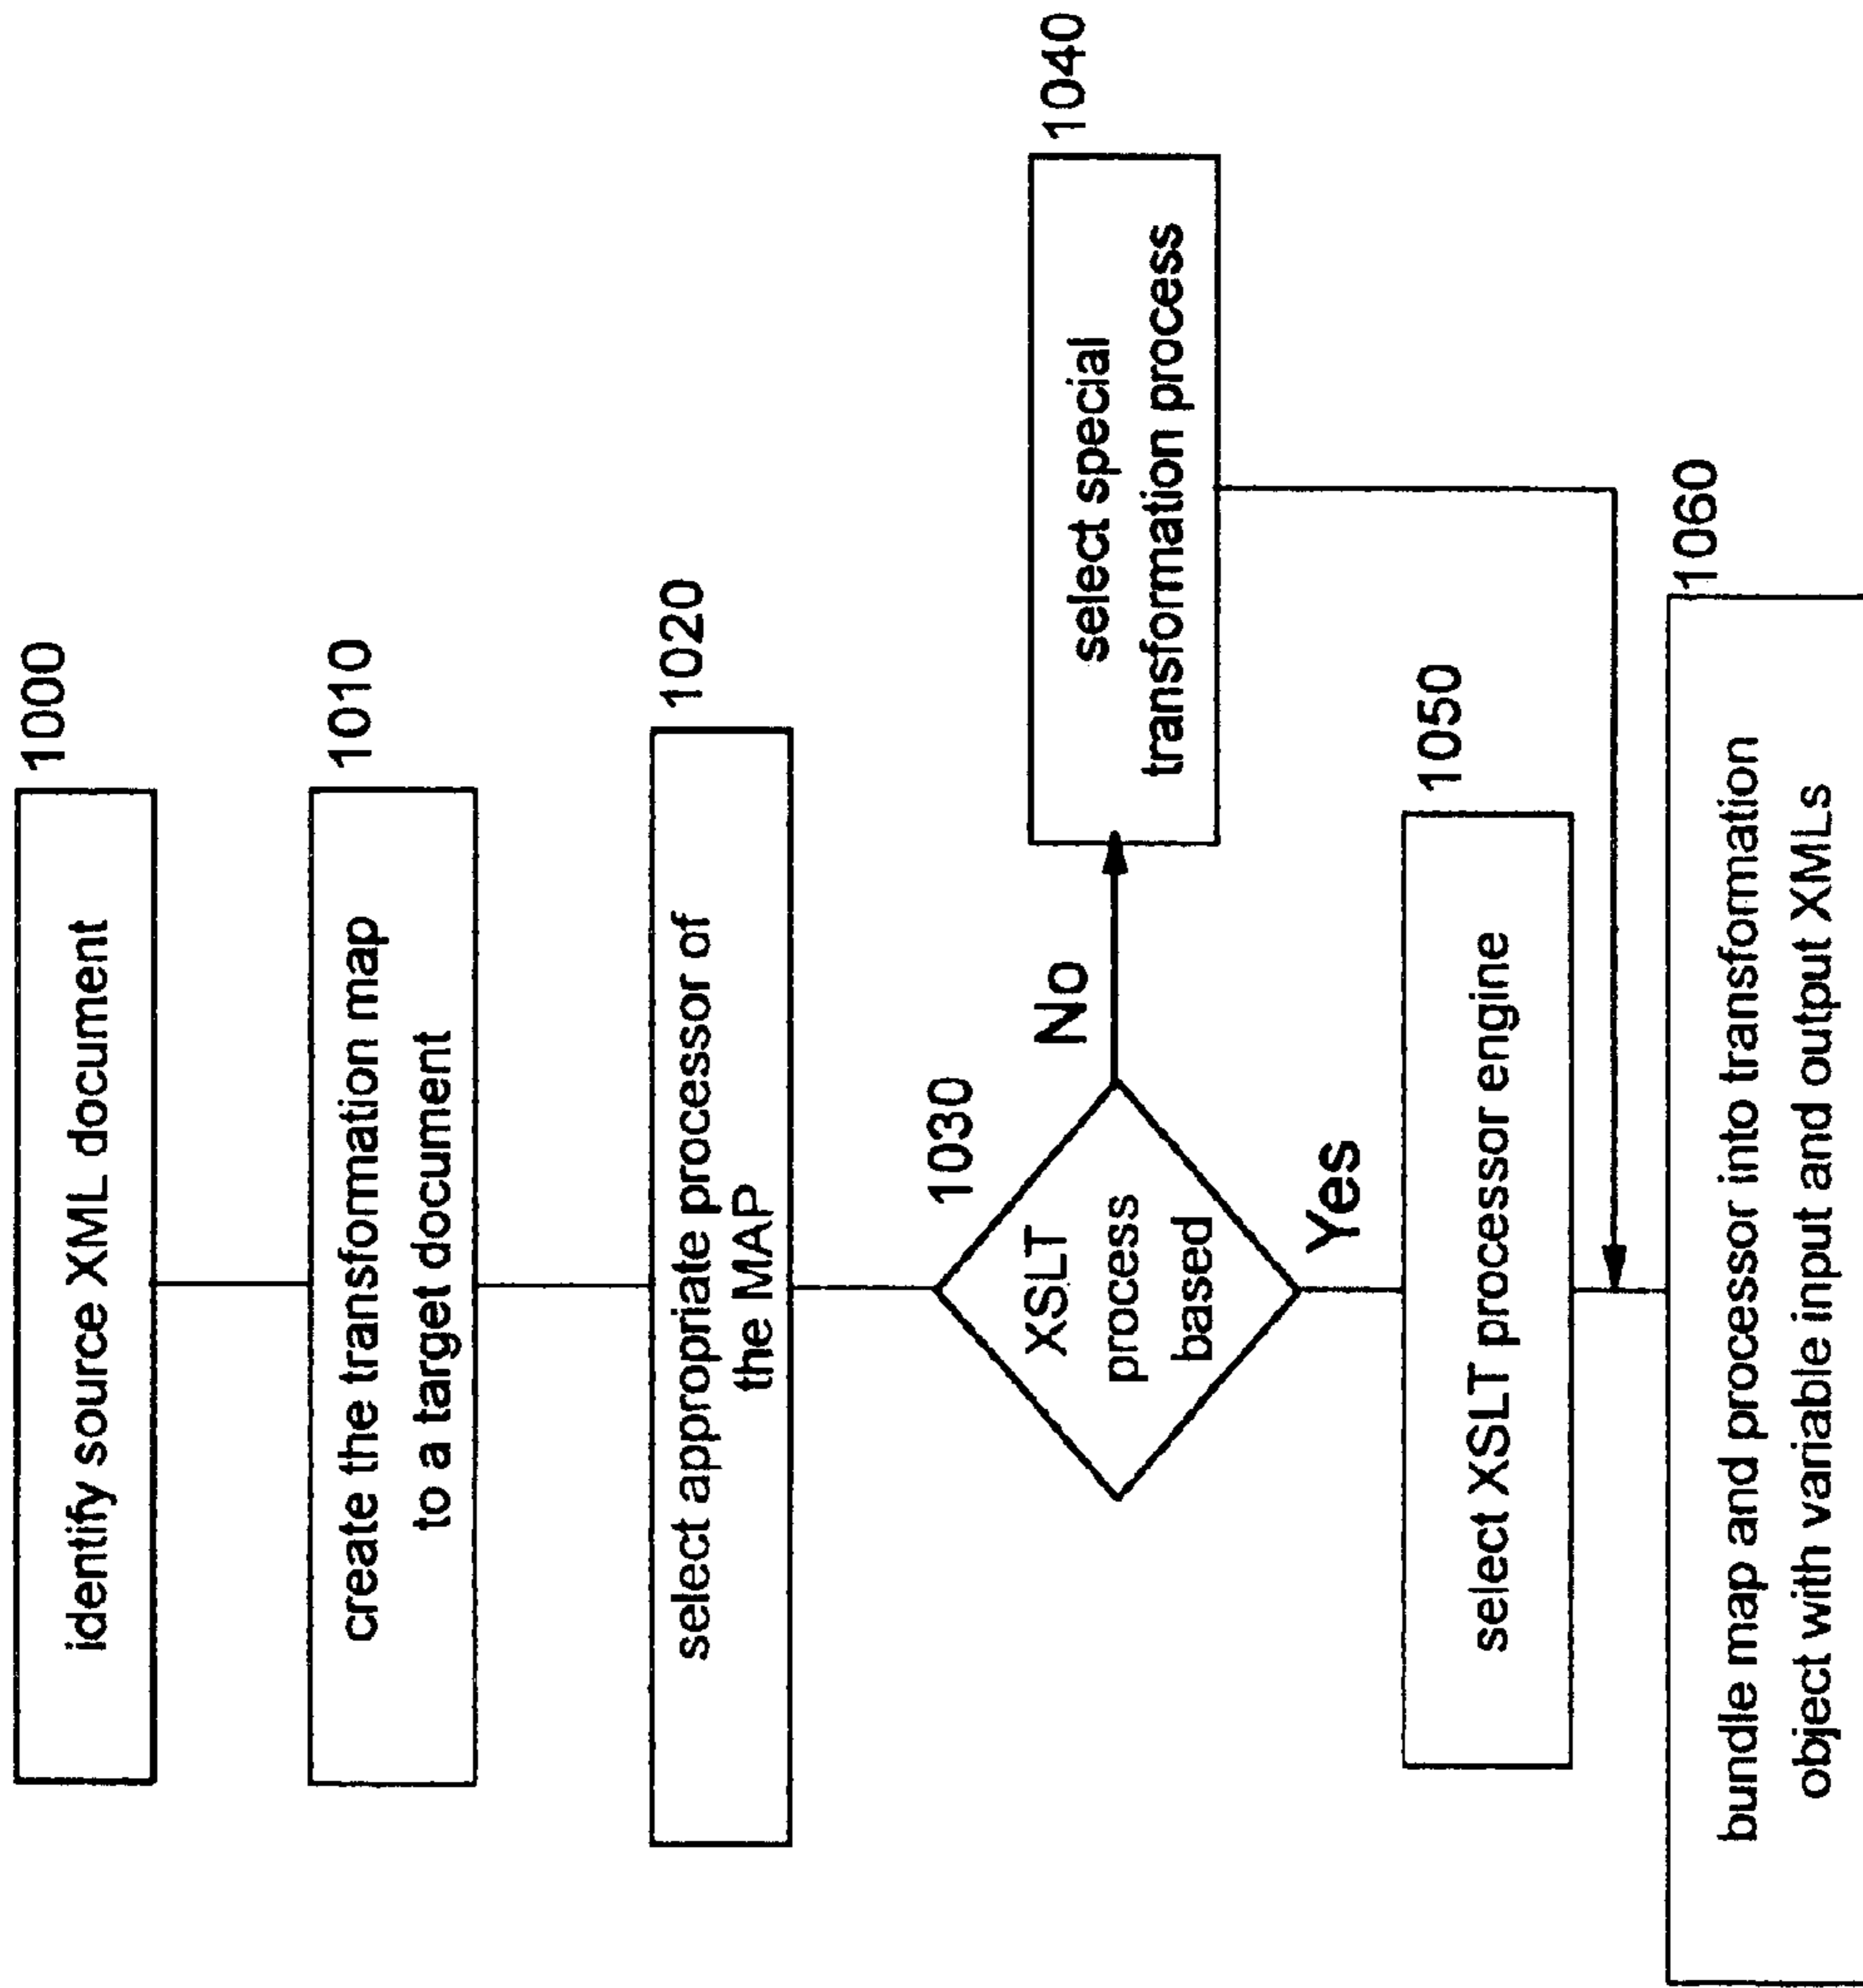 1000
identify source XML document
1010
create the transformation map
to a target document
1020
select appropriate processor of
the MAP
1030
XSLT
process
based
No
1040
select special
transformation process
Yes
1050
select XSLT processor engine
1060
bundle map and processor into transformation
object with variable input and output XMLs